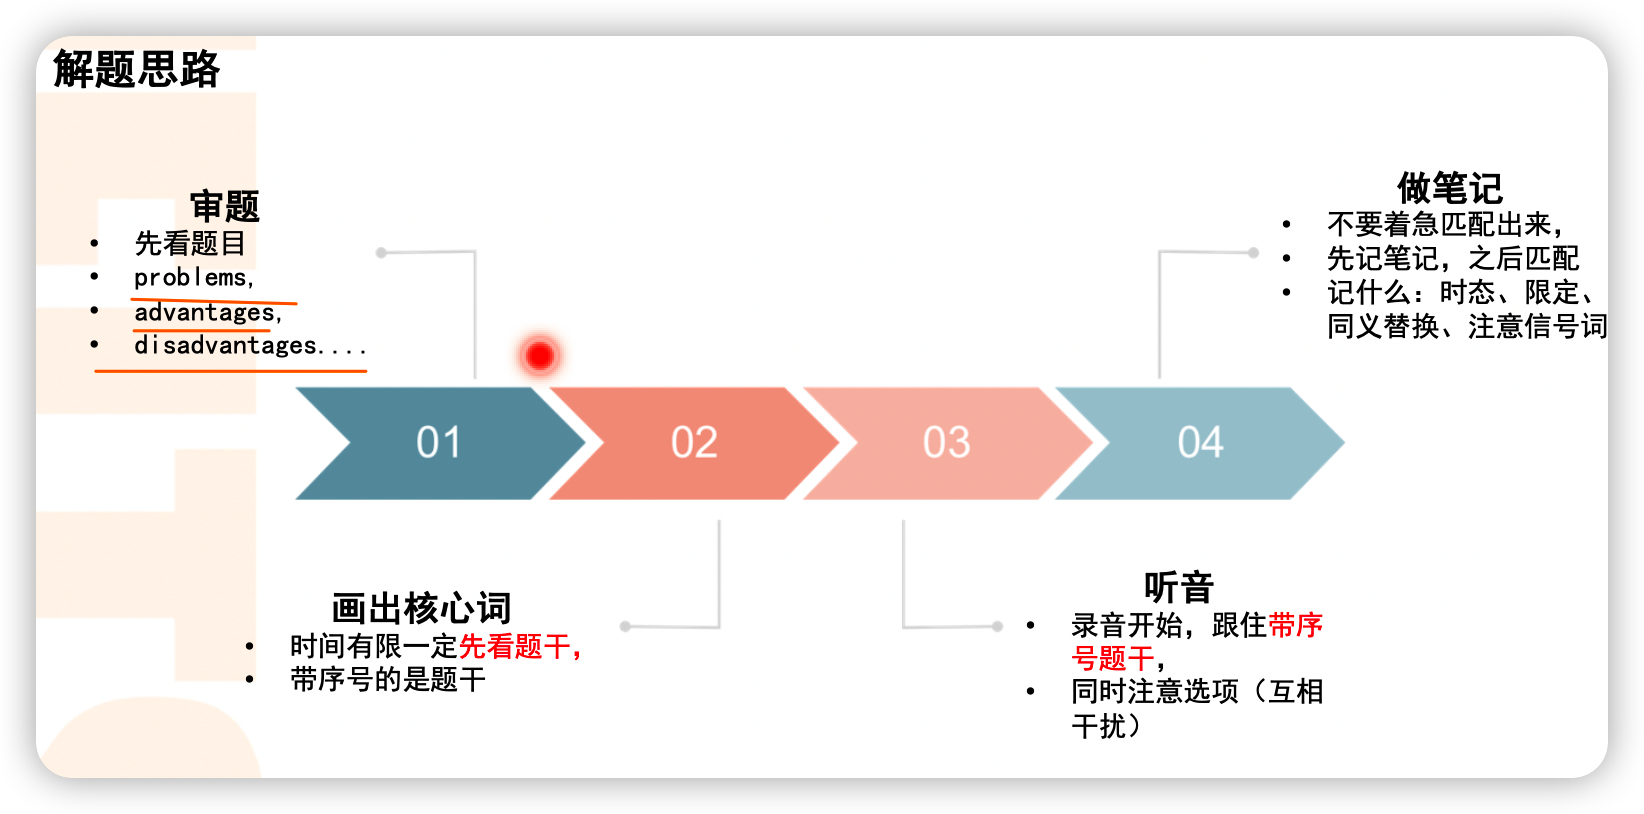 解题思路
审题
• 先看题目
• problems,
• advantages,
• disadvantages....
做笔记
• 不要着急匹配出来，
• 先记笔记，之后匹配
• 记什么：时态、限定、
同义替换、注意信号词
01
02
03
04
画出核心词
• 时间有限一定先看题干，
• 带序号的是题干
听音
• 录音开始，跟住带序
号题干，
• 同时注意选项（互相
干扰）